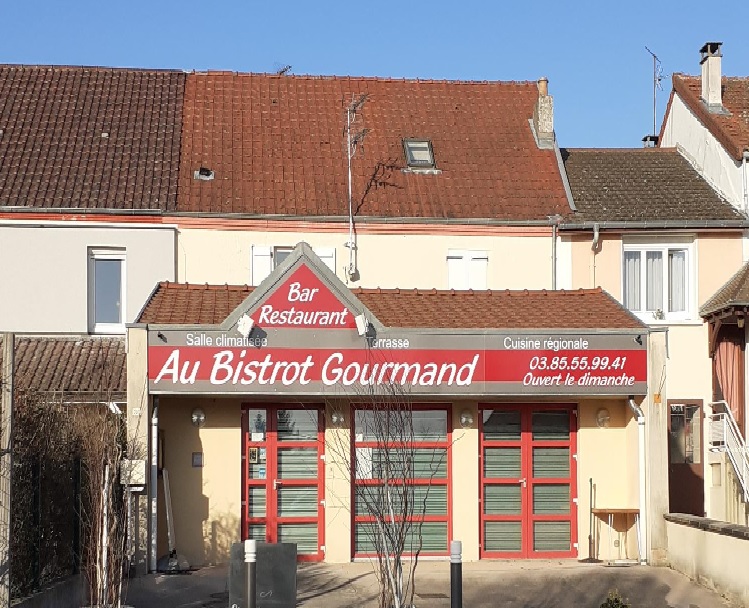 Bar
Restaurant
Salle climatisée
Terrasse
Cuisine régionale
Au Bistrot Gourmand
03.85.55.99.41
Ouvert le dimanche